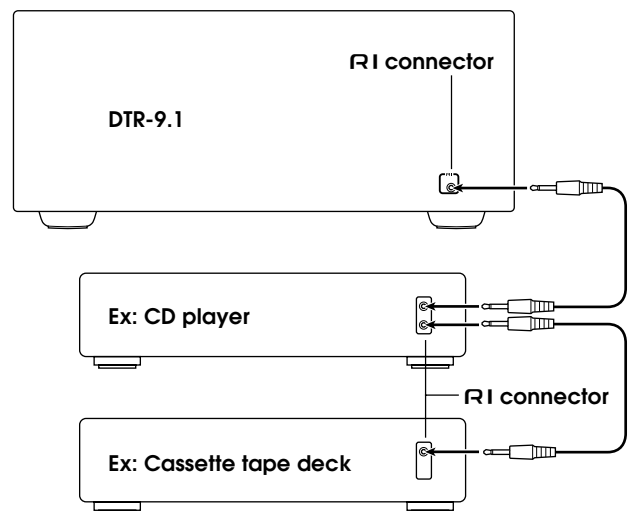 RI connector
DTR-9.1
Ex: CD player
RI connector
Ex: Cassette tape deck